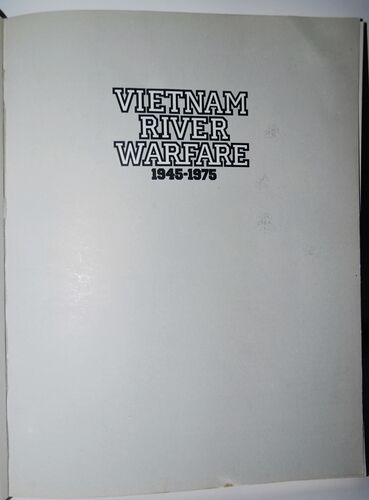 VIETNAM
RIVER
WARFARE
1945-1975